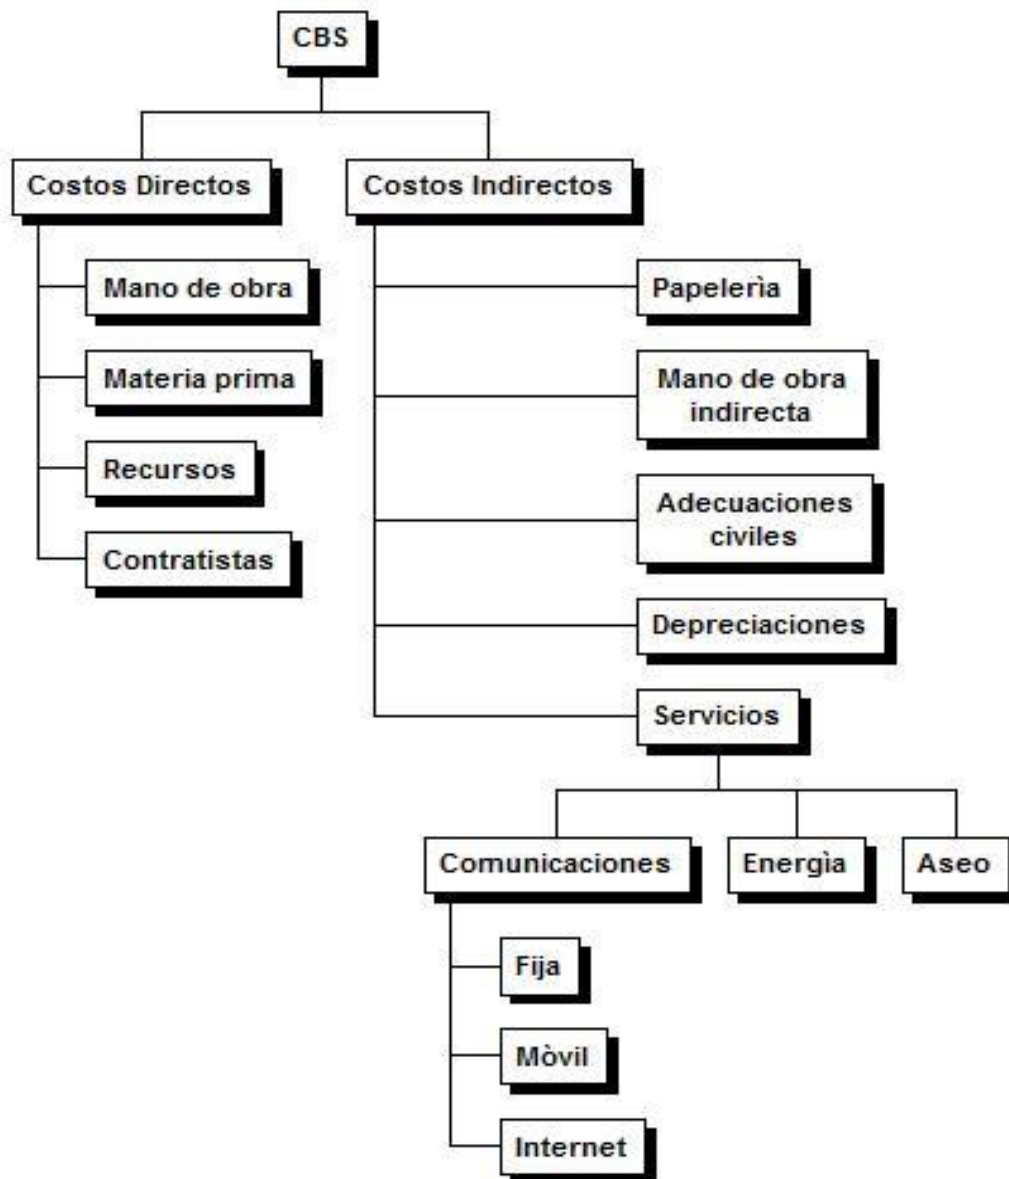 CBS
Costos Directos
Costos Indirectos
Mano de obra
Materia prima
Recursos
Contratistas
Papelerìa
Mano de obra
indirecta
Adecuaciones
civiles
Depreciaciones
Servicios
Comunicaciones
Energìa
Aseo
Fija
Mòvil
Internet